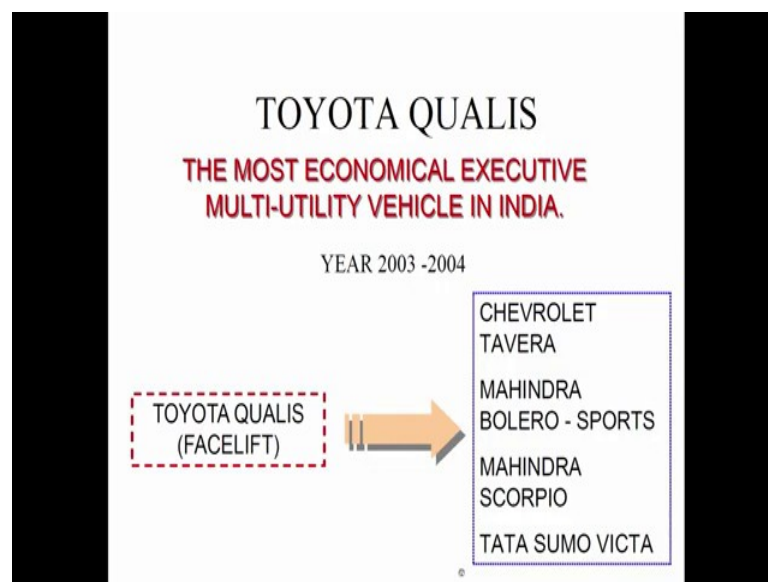 TOYOTA QUALIS
THE MOST ECONOMICAL EXECUTIVE
MULTI-UTILITY VEHICLE IN INDIA.
YEAR 2003 -2004
TOYOTA QUALIS
(FACELIFT)
CHEVROLET
TAVERA
MAHINDRA
BOLERO - SPORTS
MAHINDRA
SCORPIO
TATA SUMO VICTA
©